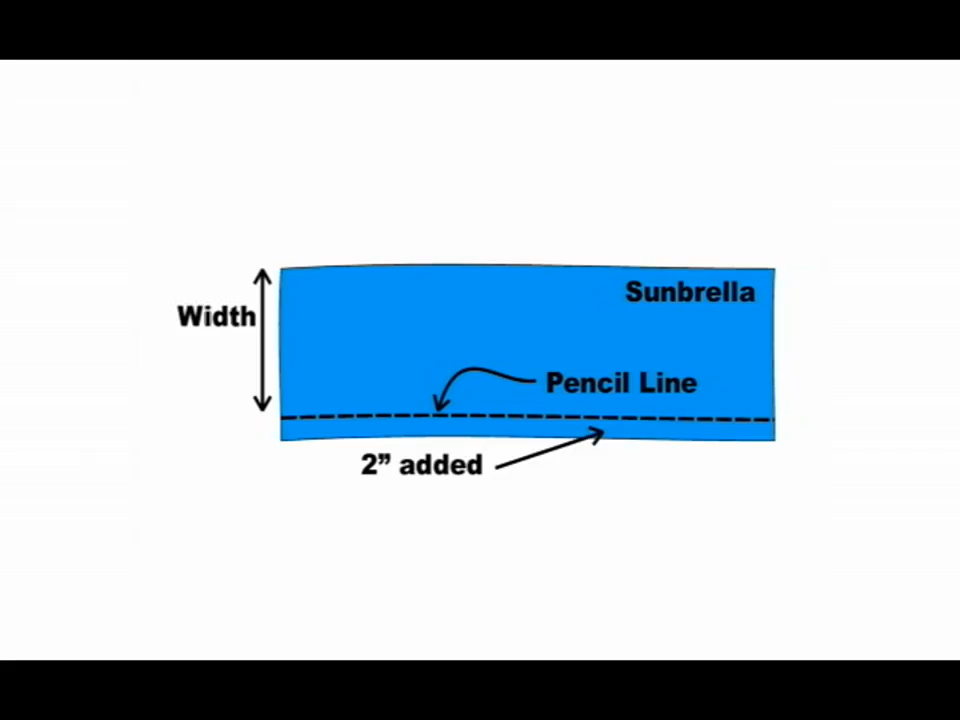 Sunbrella
Width
Pencil Line
2” added